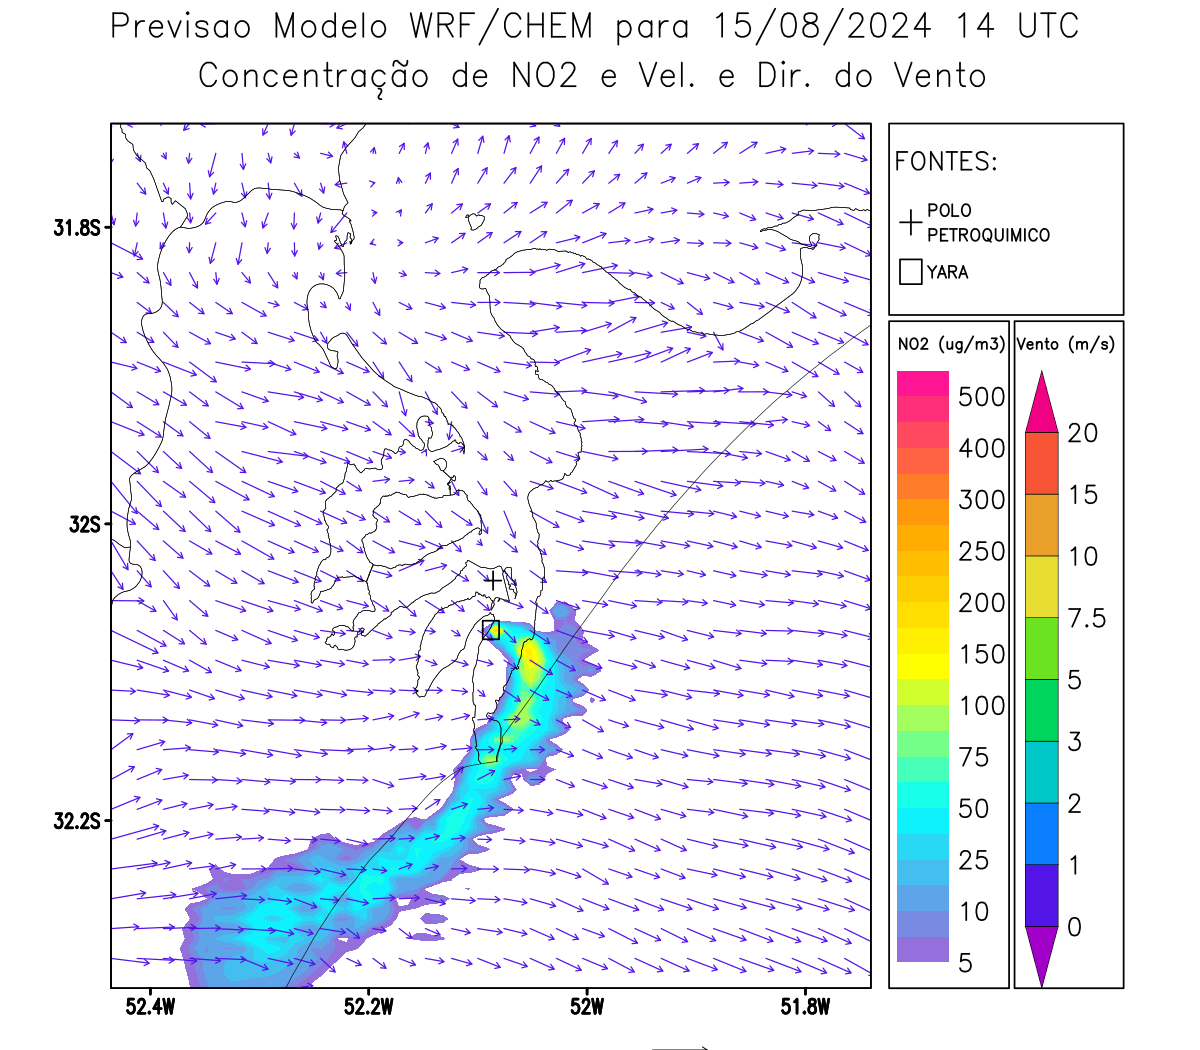 Previsao Modelo WRF/CHEM para 15/08/2024 14 UTC
Concentração de NO2 e Vel. e Dir. do Vento
FONTES:
POLO
PETROQUIMICO
YARA
NO2 (ug/m3)
500
400
300
250
200
150
100
75
50
25
10
5
Vento (m/s)
20
15
10
7.5
5
3
2
1
0
31.8S
32S
32.2S
52.4W
52.2W
52W
51.8W